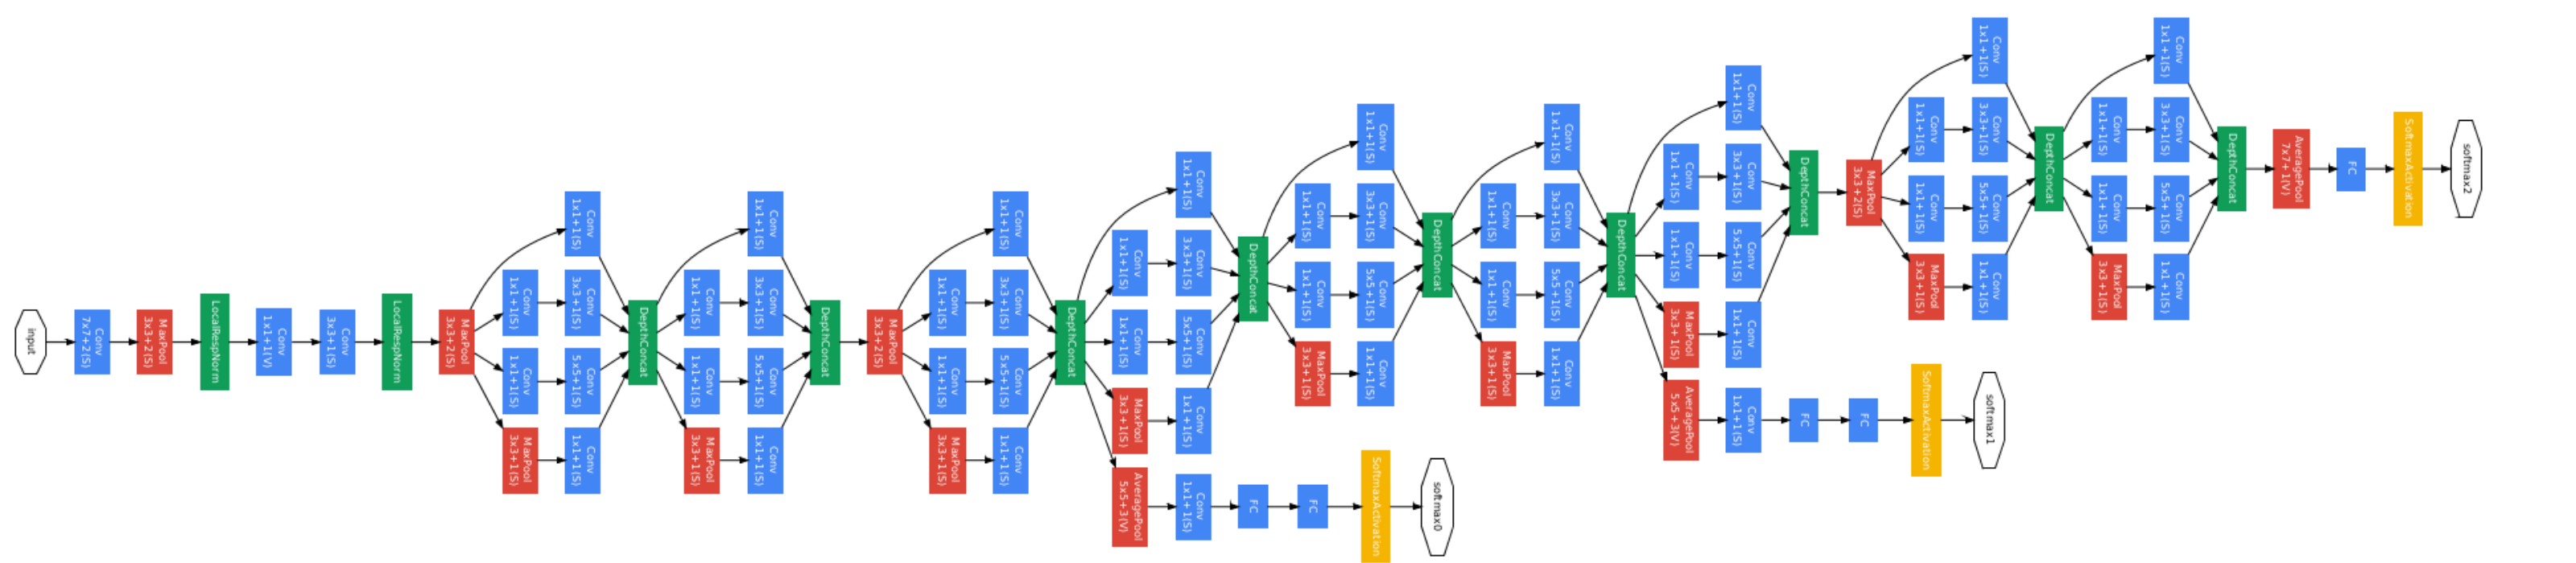 input
Conv
7x7+2(S)
MaxPool
3x3+2(S)
LocalRespNorm
Conv
1x1+1(V)
Conv
3x3+1(S)
LocalRespNorm
MaxPool
3x3+2(S)
Conv
1x1+1(S)
Conv
1x1+1(S)
MaxPool
3x3+1(S)
Conv
1x1+1(S)
Conv
3x3+1(S)
Conv
5x5+1(S)
Conv
1x1+1(S)
DepthConcat
Conv
1x1+1(S)
Conv
1x1+1(S)
MaxPool
3x3+1(S)
Conv
1x1+1(S)
Conv
3x3+1(S)
Conv
5x5+1(S)
Conv
1x1+1(S)
DepthConcat
MaxPool
3x3+2(S)
Conv
1x1+1(S)
Conv
1x1+1(S)
MaxPool
3x3+1(S)
Conv
1x1+1(S)
Conv
3x3+1(S)
Conv
5x5+1(S)
Conv
1x1+1(S)
DepthConcat
Conv
1x1+1(S)
Conv
1x1+1(S)
MaxPool
3x3+1(S)
AveragePool
5x5+3(V)
Conv
1x1+1(S)
Conv
3x3+1(S)
Conv
5x5+1(S)
Conv
1x1+1(S)
Conv
1x1+1(S)
DepthConcat
FC
Conv
1x1+1(S)
Conv
1x1+1(S)
MaxPool
3x3+1(S)
FC
Conv
1x1+1(S)
Conv
3x3+1(S)
Conv
5x5+1(S)
Conv
1x1+1(S)
SoftmaxActivation
DepthConcat
softmax0
Conv
1x1+1(S)
Conv
1x1+1(S)
MaxPool
3x3+1(S)
Conv
1x1+1(S)
Conv
3x3+1(S)
Conv
5x5+1(S)
Conv
1x1+1(S)
DepthConcat
Conv
1x1+1(S)
Conv
1x1+1(S)
MaxPool
3x3+1(S)
AveragePool
5x5+3(V)
Conv
1x1+1(S)
Conv
3x3+1(S)
Conv
5x5+1(S)
Conv
1x1+1(S)
Conv
1x1+1(S)
DepthConcat
FC
MaxPool
3x3+2(S)
FC
Conv
1x1+1(S)
Conv
1x1+1(S)
MaxPool
3x3+1(S)
SoftmaxActivation
Conv
1x1+1(S)
Conv
3x3+1(S)
Conv
5x5+1(S)
Conv
1x1+1(S)
softmax1
DepthConcat
Conv
1x1+1(S)
Conv
1x1+1(S)
MaxPool
3x3+1(S)
Conv
1x1+1(S)
Conv
3x3+1(S)
Conv
5x5+1(S)
Conv
1x1+1(S)
DepthConcat
AveragePool
7x7+1(V)
FC
SoftmaxActivation
softmax2